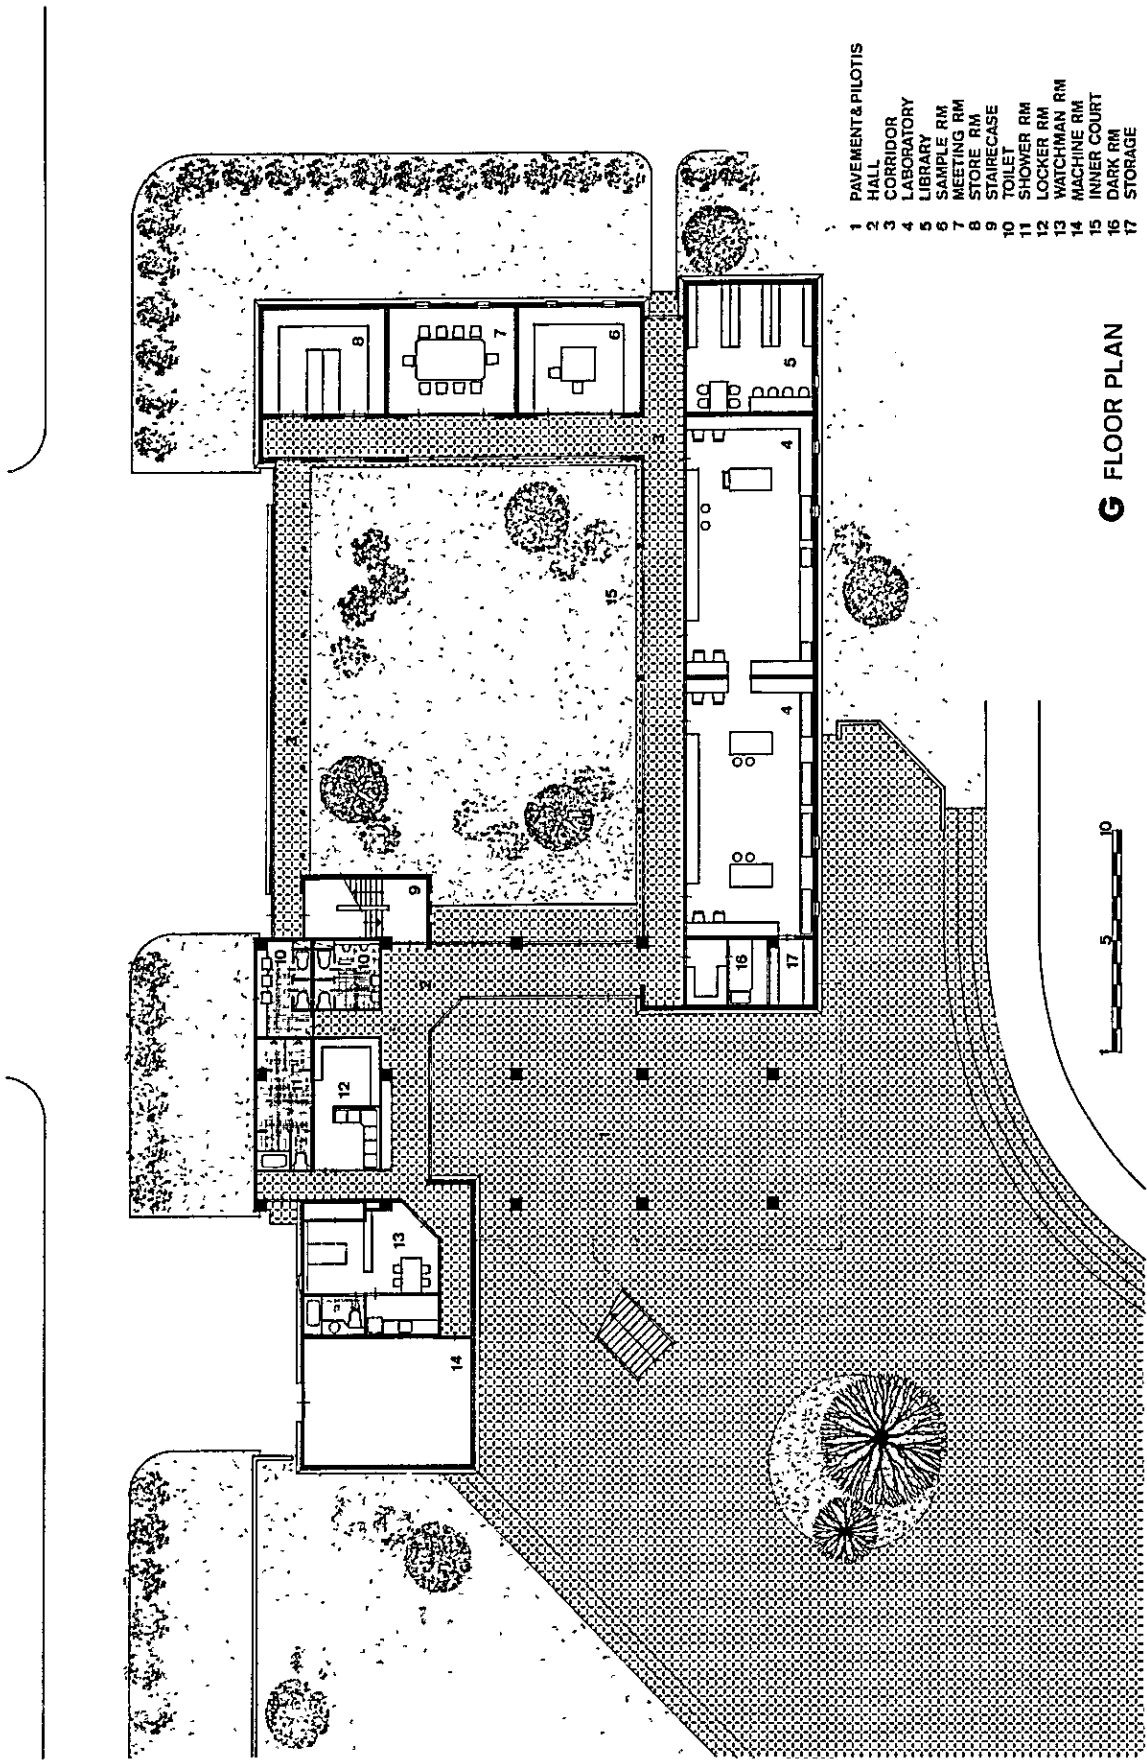 1 PAVEMENT&PILOTIS
2 HALL
3 CORRIDOR
4 LABORATORY
5 LIBRARY
6 SAMPLE RM
7 MEETING RM
8 STORE RM
9 STAIRECASE
10 TOILET
11 SHOWER RM
12 LOCKER RM
13 WATCHMAN RM
14 MACHINE RM
15 INNER COURT
16 DARK RM
17 STORAGE
G FLOOR PLAN
1 5 10
8
7
6
5
3
4
15
3
4
9
10
10
2
16
17
11
12
1
13
14